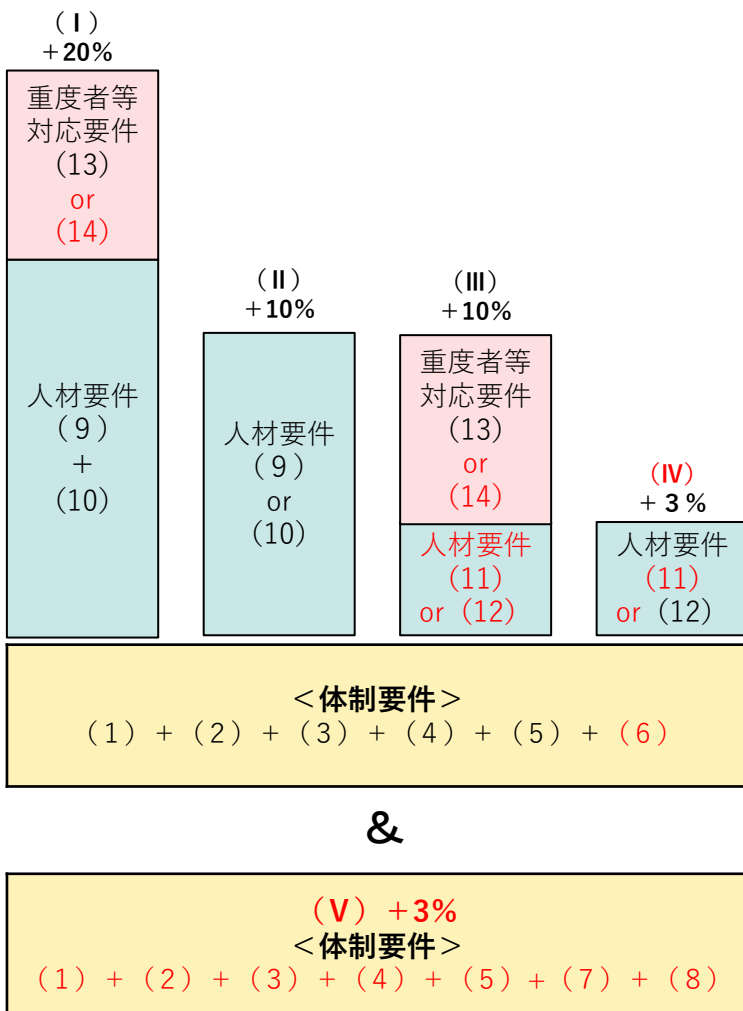 （Ⅰ）
＋20%
重度者等
対応要件
（13）
or
（14）
人材要件
（９）
＋
（10）
（Ⅱ）
＋10%
人材要件
（９）
or
（10）
（Ⅲ）
＋10%
重度者等
対応要件
（13）
or
（14）
人材要件
（11）
or（12）
（Ⅳ）
＋３%
人材要件
（11）
or（12）
＜体制要件＞
（１）＋（２）＋（３）＋（４）＋（５）＋（６）
&
（Ⅴ）＋3%
＜体制要件＞
（１）＋（２）＋（３）＋（４）＋（５）＋（７）＋（８）